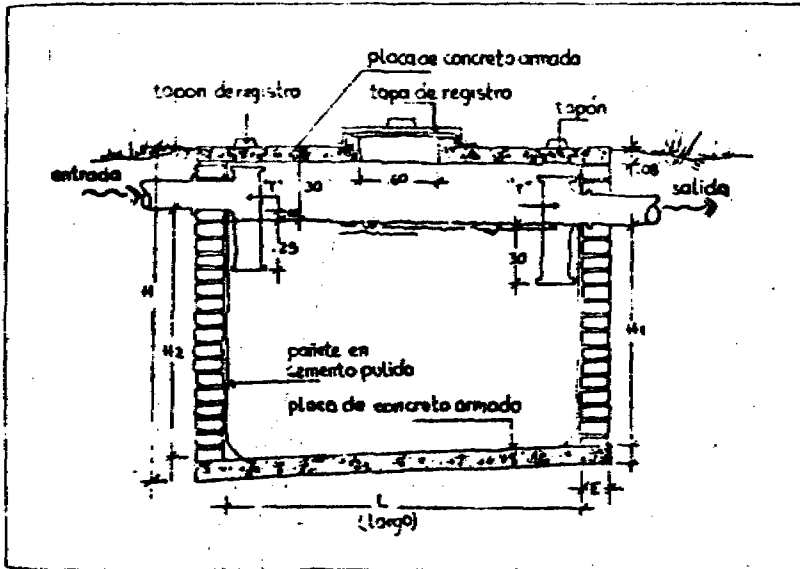 placa de concreto armada
tapon de registro
tapa de registro
tapón
entrada
"T"
30
60
"T"
.08
salida
.25
30
H
H2
H1
pañete en
cemento pulido
placa de concreto armado
L
E
(largo)